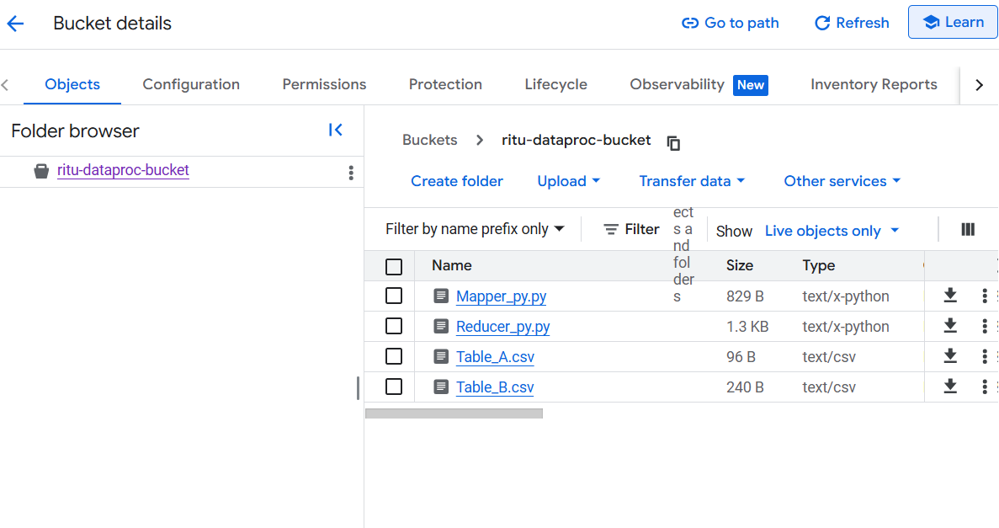 Bucket details
Go to path
Refresh
Learn
Objects
Configuration
Permissions
Protection
Lifecycle
Observability
New
Inventory Reports
Folder browser
ritu-dataproc-bucket
Buckets
ritu-dataproc-bucket
Create folder
Upload
Transfer data
Other services
Filter by name prefix only
Filter
ect
s a
nd
fol
der
s
Show
Live objects only
Name
Size
Type
Mapper_py.py
829 B
text/x-python
Reducer_py.py
1.3 KB
text/x-python
Table_A.csv
96 B
text/csv
Table_B.csv
240 B
text/csv